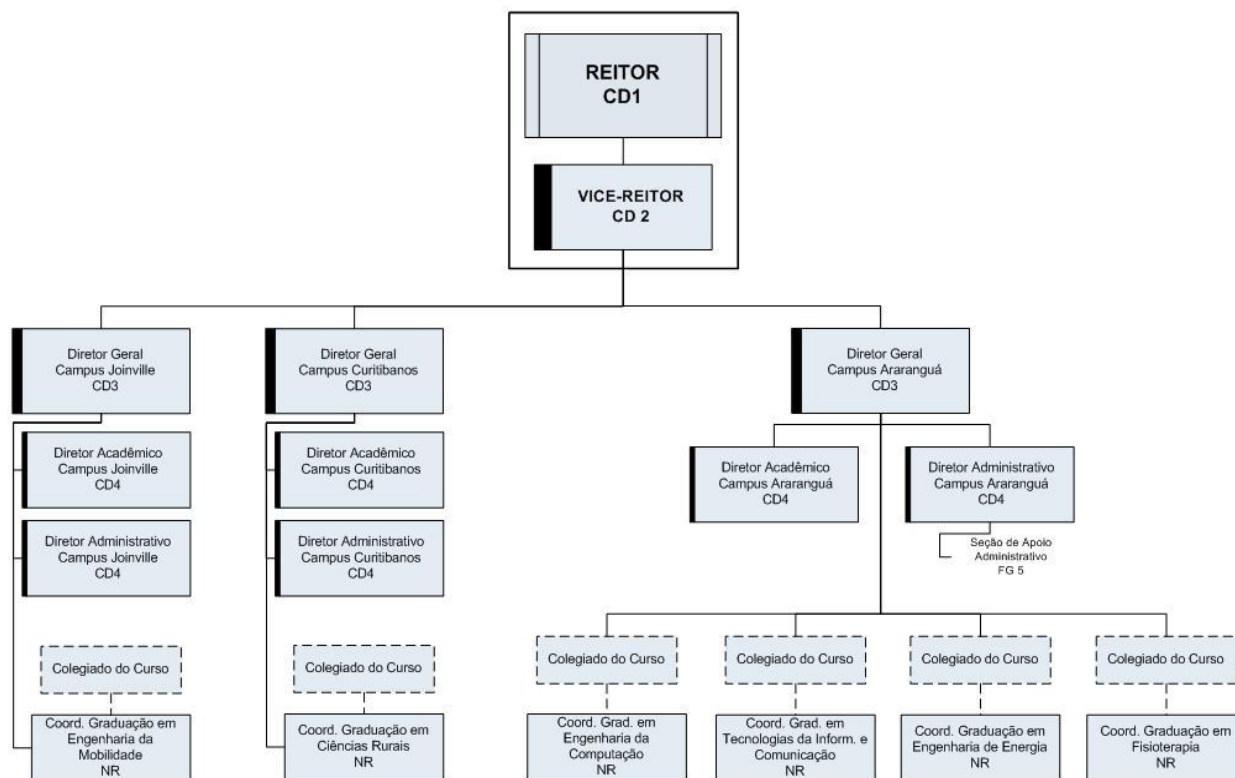 REITOR
CD1
VICE-REITOR
CD 2
Diretor Geral
Campus Joinville
CD3
Diretor Geral
Campus Curitibanos
CD3
Diretor Geral
Campus Araranguá
CD3
Diretor Acadêmico
Campus Joinville
CD4
Diretor Acadêmico
Campus Curitibanos
CD4
Diretor Acadêmico
Campus Araranguá
CD4
Diretor Administrativo
Campus Araranguá
CD4
Diretor Administrativo
Campus Joinville
CD4
Diretor Administrativo
Campus Curitibanos
CD4
Seção de Apoio
Administrativo
FG 5
Colegiado do Curso
Colegiado do Curso
Colegiado do Curso
Colegiado do Curso
Colegiado do Curso
Colegiado do Curso
Coord. Graduação em
Engenharia da
Mobilidade
NR
Coord. Graduação em
Ciências Rurais
NR
Coord. Grad. em
Engenharia da
Computação
NR
Coord. Grad. em
Tecnologias da Inform. e
Comunicação
NR
Coord. Graduação em
Engenharia de Energia
NR
Coord. Graduação em
Fisioterapia
NR